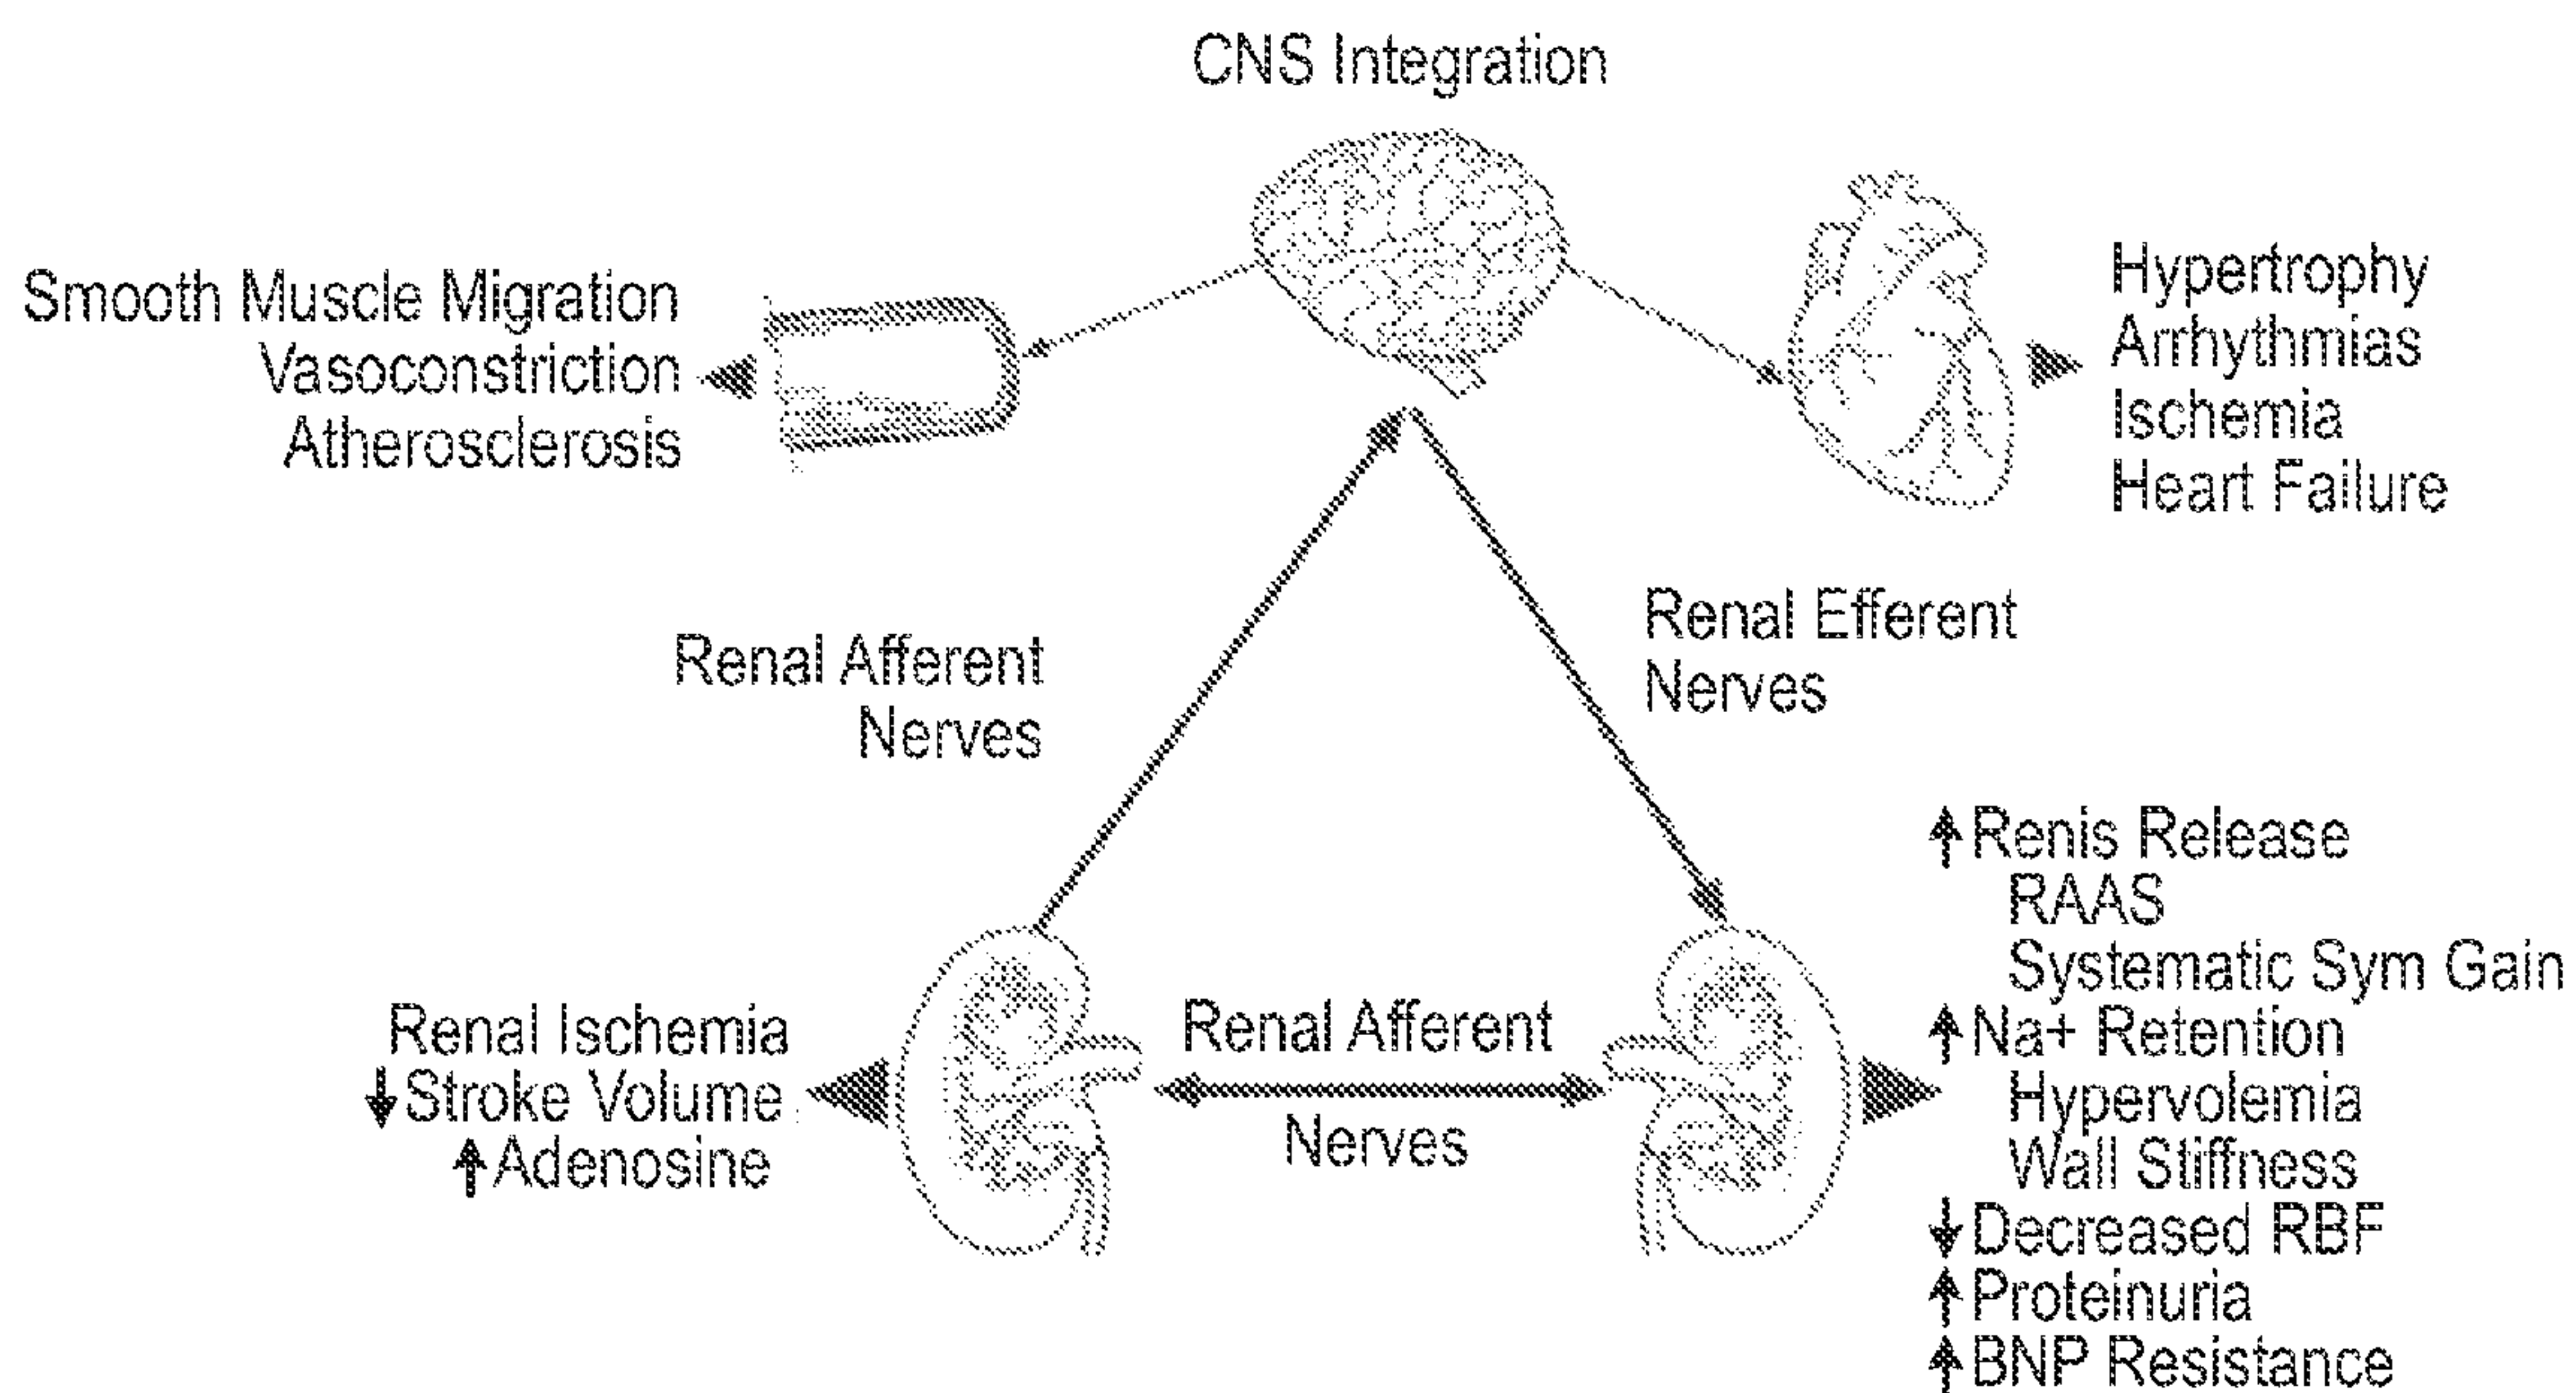 CNS Integration
Smooth Muscle Migration
Vasoconstriction
Atherosclerosis
Hypertrophy
Arrhythmias
Ischemia
Heart Failure
Renal Afferent
Nerves
Renal Efferent
Nerves
Renal Ischemia
↓Stroke Volume
↑Adenosine
Renal Afferent
Nerves
↑Renis Release
RAAS
Systematic Sym Gain
↑Na+ Retention
Hypervolemia
Wall Stiffness
↓Decreased RBF
↑Proteinuria
↑BNP Resistance